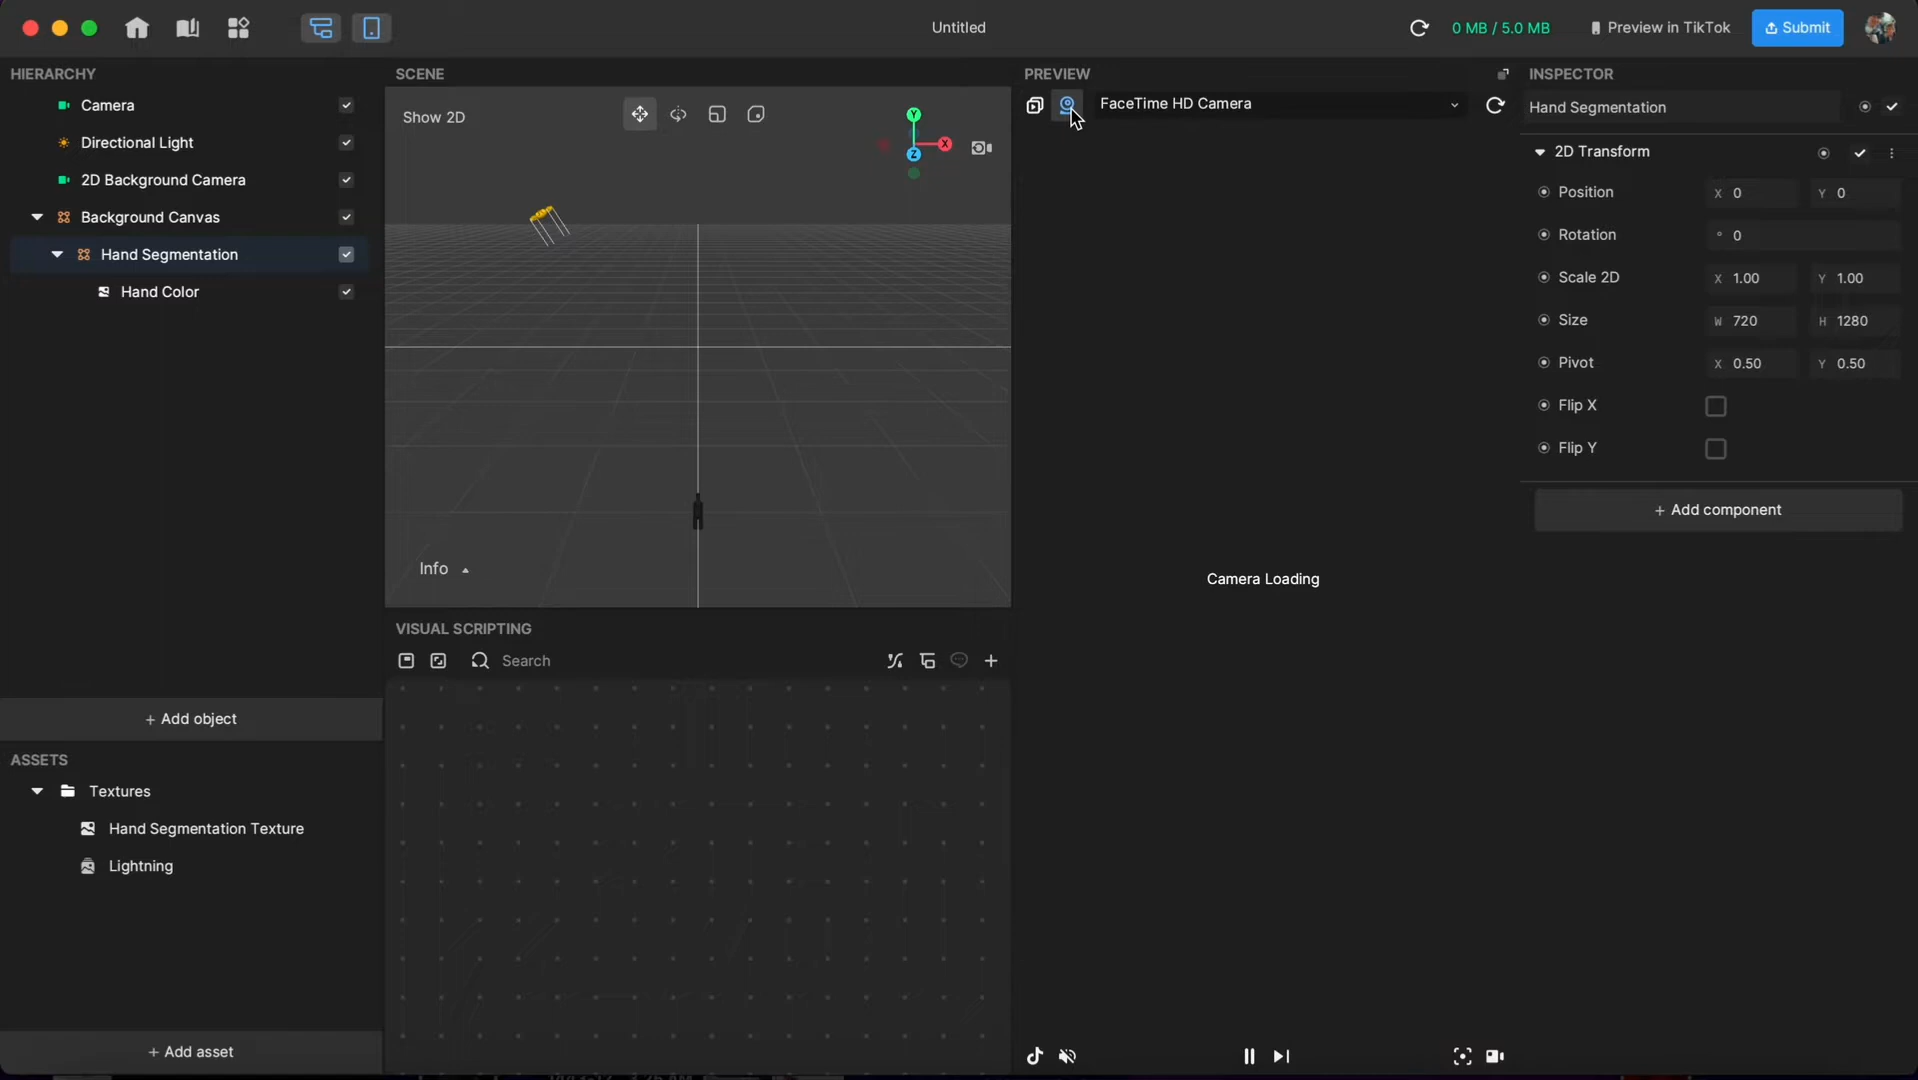 Untitled
0 MB / 5.0 MB
Preview in TikTok
Submit
HIERARCHY
Camera
Directional Light
2D Background Camera
Background Canvas
Hand Segmentation
Hand Color
+ Add object
ASSETS
Textures
Hand Segmentation Texture
Lightning
+ Add asset
SCENE
Show 2D
Y
X
Z
Info
VISUAL SCRIPTING
Search
PREVIEW
FaceTime HD Camera
Camera Loading
INSPECTOR
Hand Segmentation
2D Transform
Position X 0 Y 0
Rotation ° 0
Scale 2D X 1.00 Y 1.00
Size W 720 H 1280
Pivot X 0.50 Y 0.50
Flip X
Flip Y
+ Add component